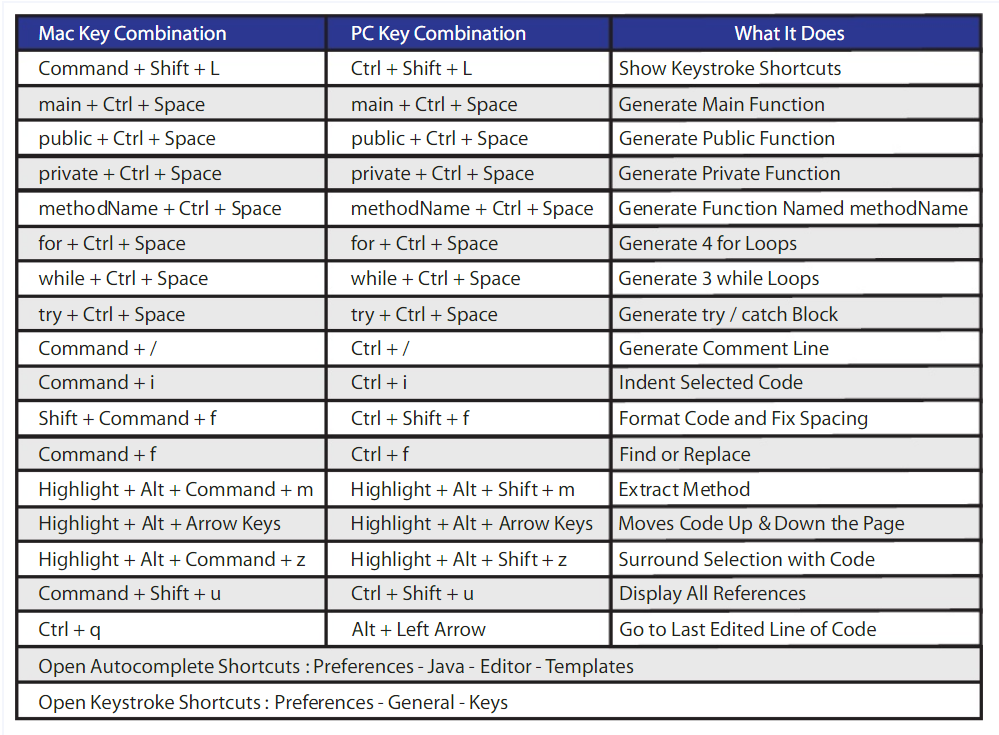 Mac Key Combination PC Key Combination What It Does
Command + Shift + L Ctrl + Shift + L Show Keystroke Shortcuts
main + Ctrl + Space main + Ctrl + Space Generate Main Function
public + Ctrl + Space public + Ctrl + Space Generate Public Function
private + Ctrl + Space private + Ctrl + Space Generate Private Function
methodName + Ctrl + Space methodName + Ctrl + Space Generate Function Named methodName
for + Ctrl + Space for + Ctrl + Space Generate 4 for Loops
while + Ctrl + Space while + Ctrl + Space Generate 3 while Loops
try + Ctrl + Space try + Ctrl + Space Generate try / catch Block
Command + / Ctrl + / Generate Comment Line
Command + i Ctrl + i Indent Selected Code
Shift + Command + f Ctrl + Shift + f Format Code and Fix Spacing
Command + f Ctrl + f Find or Replace
Highlight + Alt + Command + m Highlight + Alt + Shift + m Extract Method
Highlight + Alt + Arrow Keys Highlight + Alt + Arrow Keys Moves Code Up & Down the Page
Highlight + Alt + Command + z Highlight + Alt + Shift + z Surround Selection with Code
Command + Shift + u Ctrl + Shift + u Display All References
Ctrl + q Alt + Left Arrow Go to Last Edited Line of Code
Open Autocomplete Shortcuts : Preferences - Java - Editor - Templates
Open Keystroke Shortcuts : Preferences - General - Keys